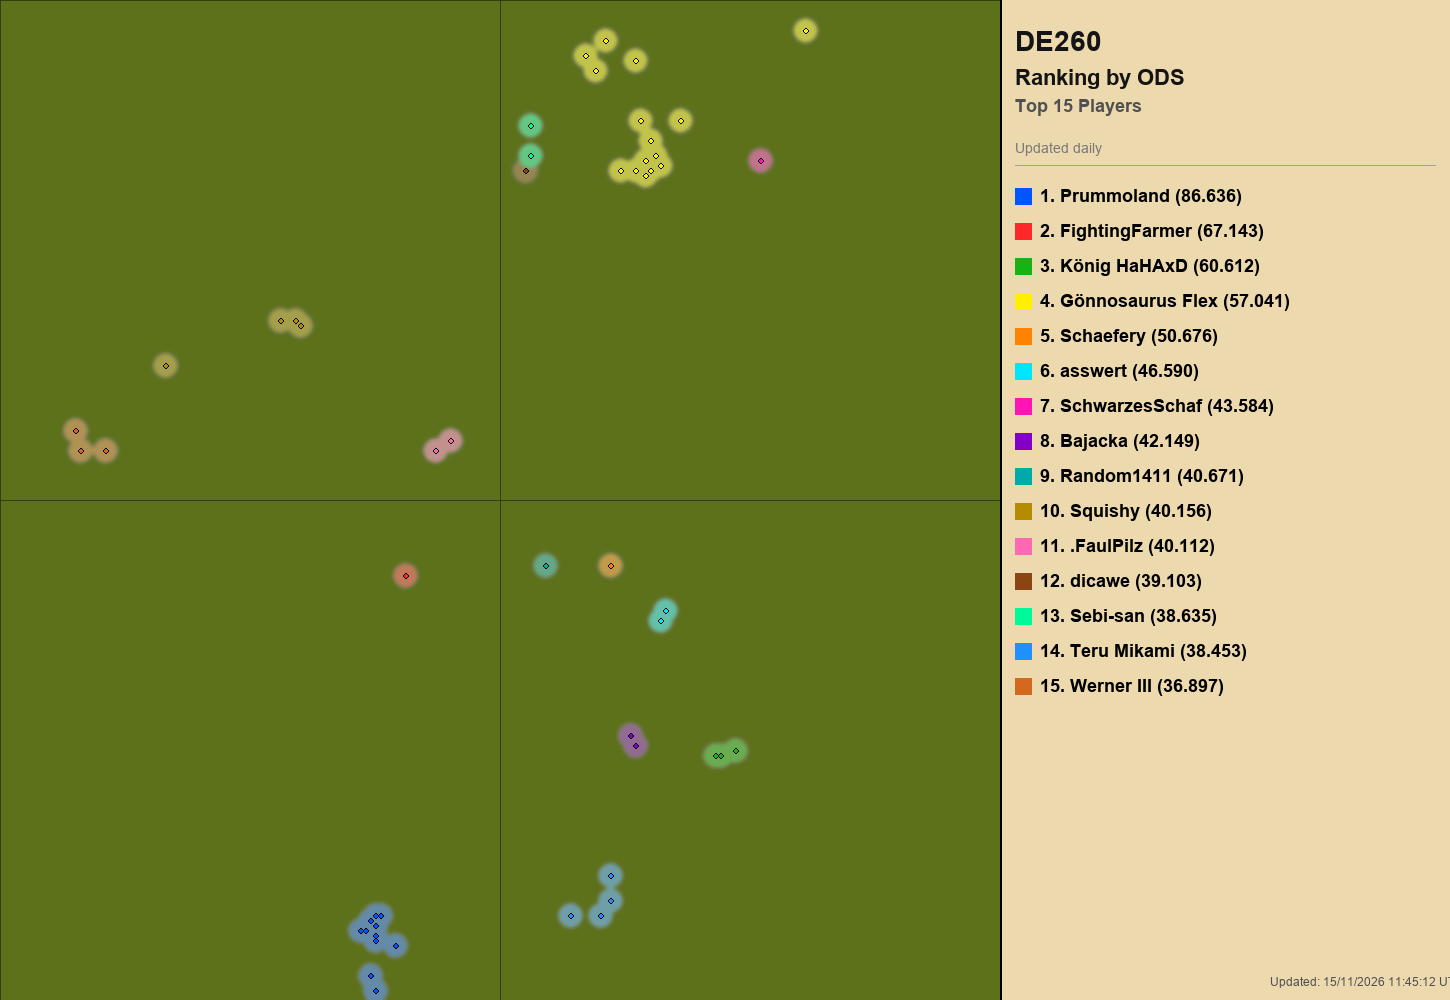 DE260
Ranking by ODS
Top 15 Players
Updated daily
1. Prummoland (86.636)
2. FightingFarmer (67.143)
3. König HaHAxD (60.612)
4. Gönnosaurus Flex (57.041)
5. Schaefery (50.676)
6. asswert (46.590)
7. SchwarzesSchaf (43.584)
8. Bajacka (42.149)
9. Random1411 (40.671)
10. Squishy (40.156)
11. .FaulPilz (40.112)
12. dicawe (39.103)
13. Sebi-san (38.635)
14. Teru Mikami (38.453)
15. Werner III (36.897)
Updated: 15/11/2026 11:45:12